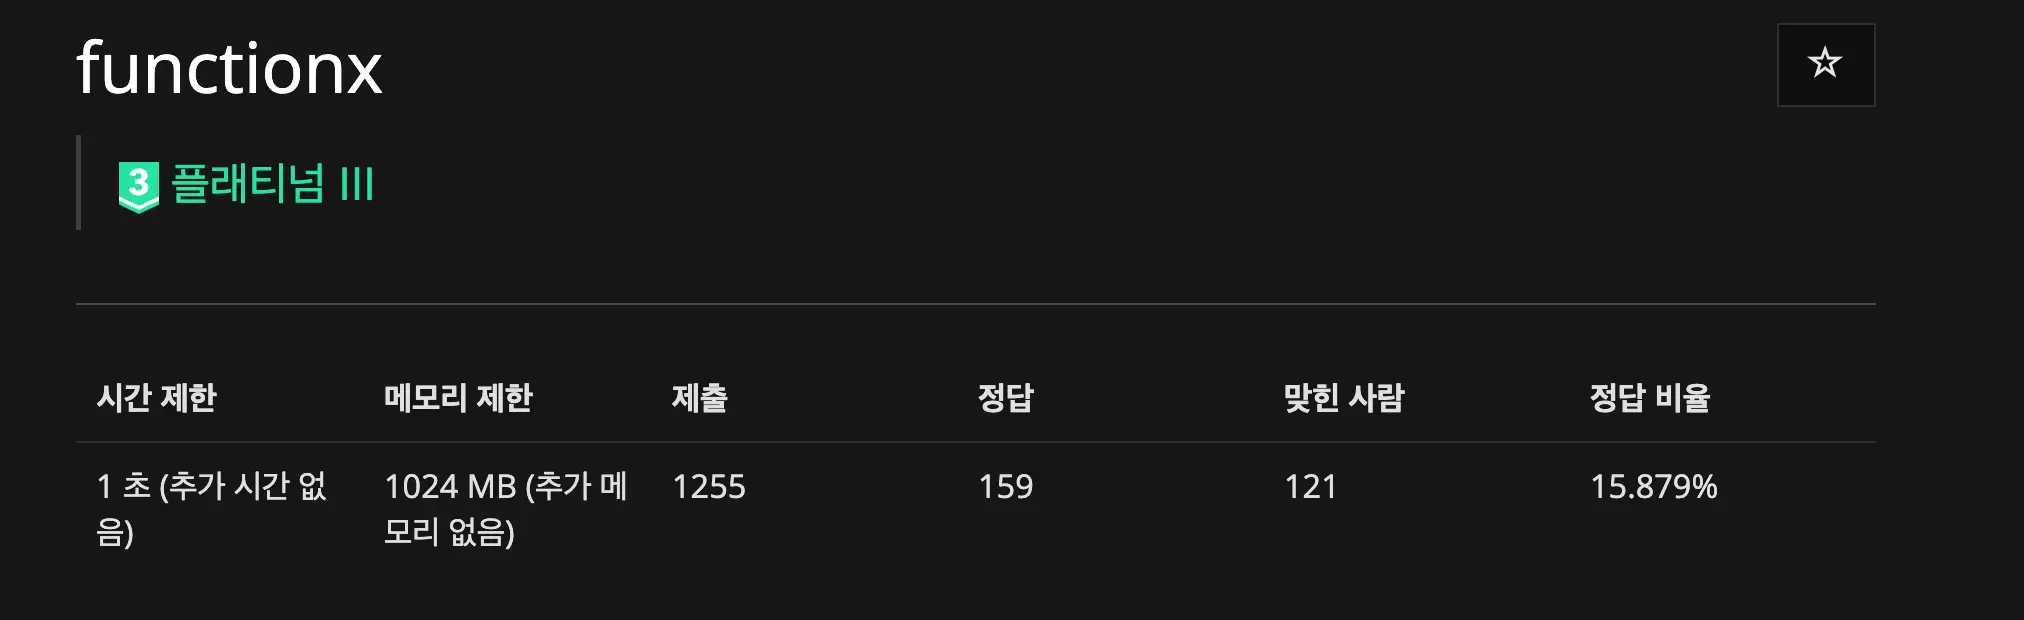 functionx
☆
3 플래티넘 III
시간 제한 메모리 제한 제출 정답 맞힌 사람 정답 비율
1 초 (추가 시간 없 1024 MB (추가 메 1255 159 121 15.879%
음) 모리 없음)